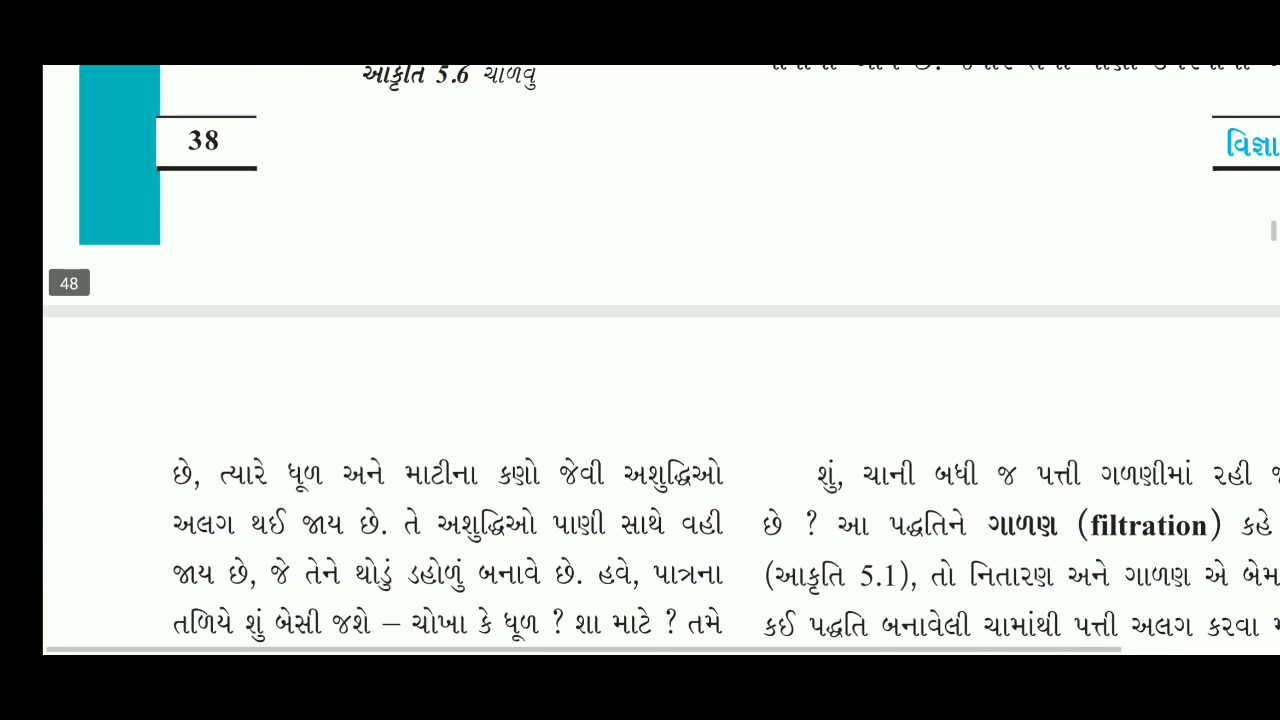 આકૃતિ 5.6 ચાળવુ
38
વિજ્ઞા
48
છે, ત્યારે ધૂળ અને માટીના કણો જેવી અશુદ્ધિઓ
અલગ થઈ જાય છે. તે અશુદ્ધિઓ પાણી સાથે વહી
જાય છે, જે તેને થોડું ડહોળું બનાવે છે. હવે, પાત્રના
તળિયે શું બેસી જશે – ચોખા કે ધૂળ ? શા માટે ? તમે
શું, ચાની બધી જ પત્તી ગળણીમાં રહી
છે ? આ પદ્ધતિને ગાળણ (filtration) કહે
(આકૃતિ 5.1), તો નિતારણ અને ગાળણ એ બેમ
કઈ પદ્ધતિ બનાવેલી ચામાંથી પત્તી અલગ કરવા